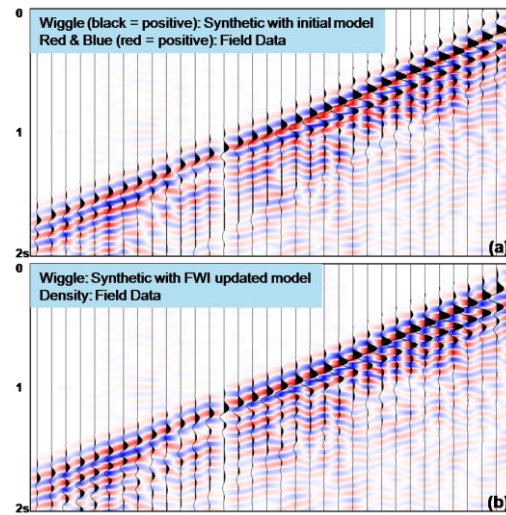 0
Wiggle (black = positive): Synthetic with initial model
Red & Blue (red = positive): Field Data
1
2s
(a)
0
Wiggle: Synthetic with FWI updated model
Density: Field Data
1
2s
(b)